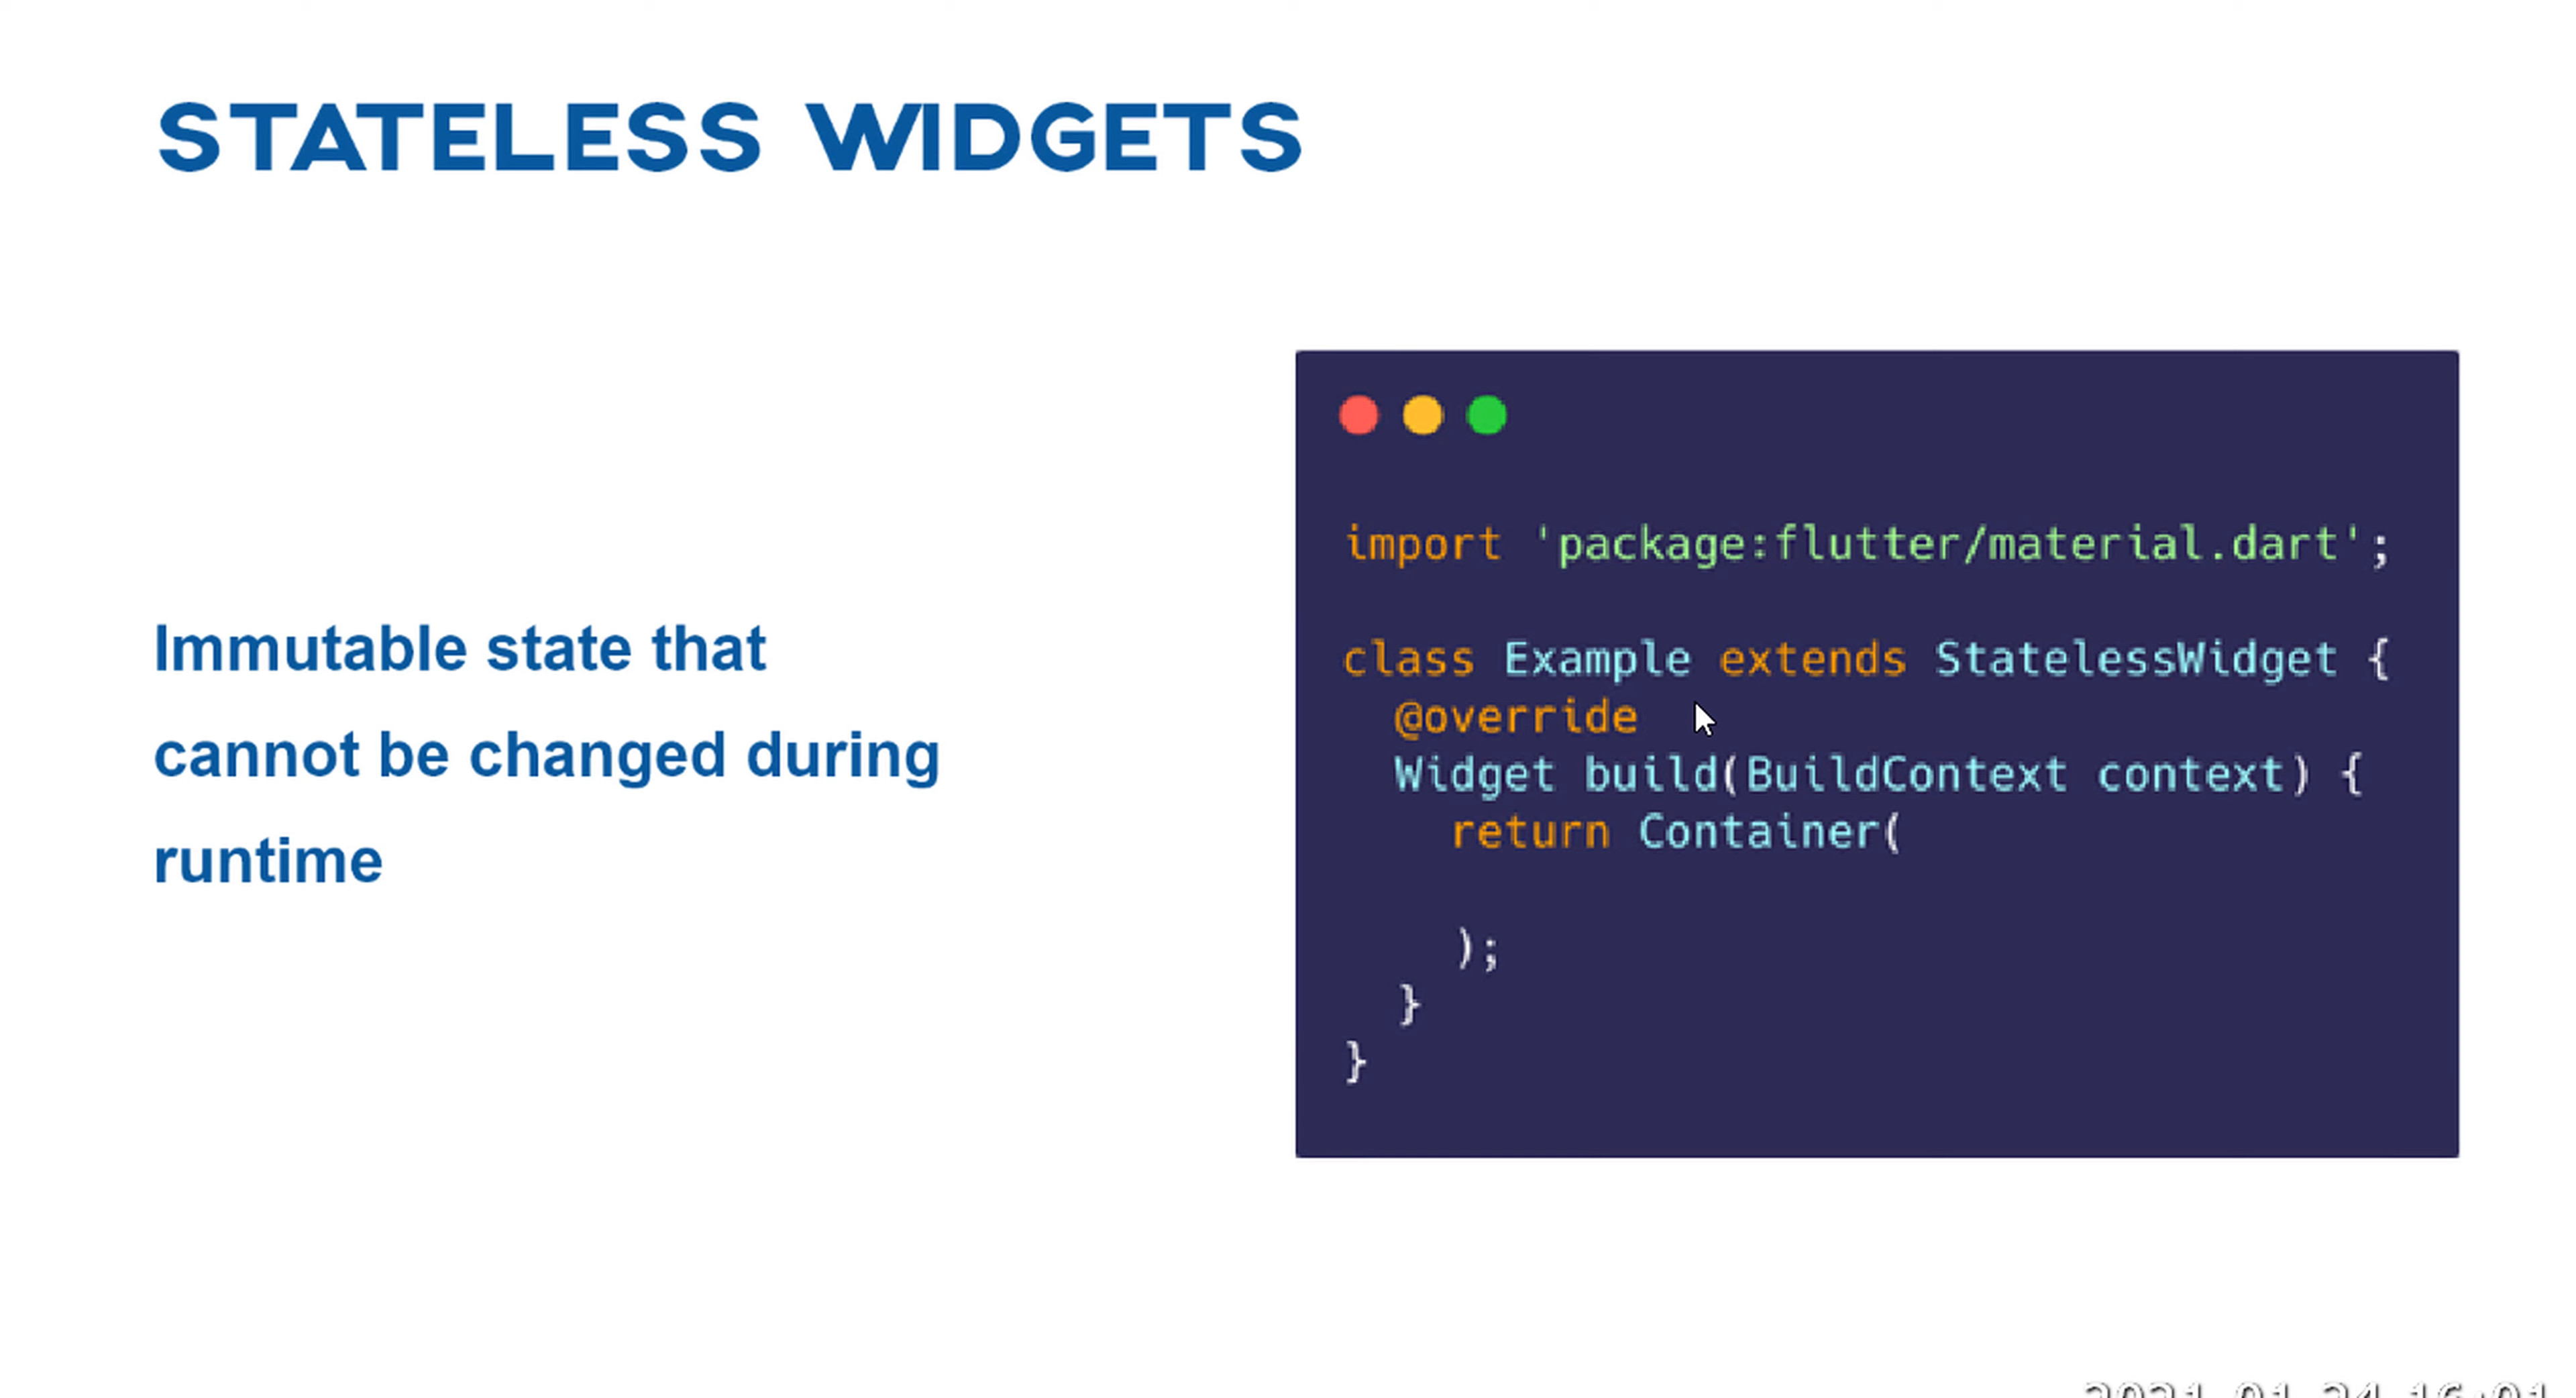 STATELESS WIDGETS
Immutable state that
cannot be changed during
runtime
import 'package:flutter/material.dart';
class Example extends StatelessWidget {
@override
Widget build(BuildContext context) {
return Container(
);
}
}